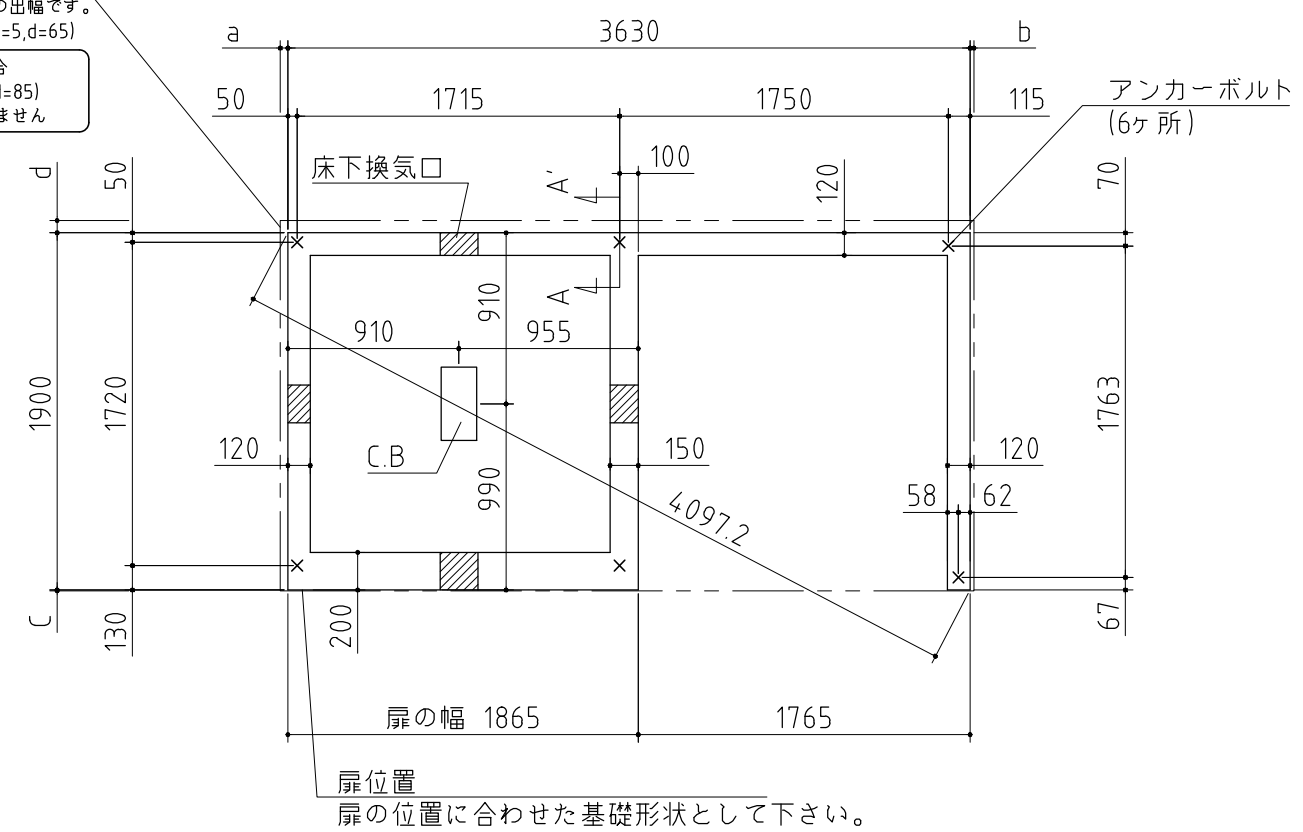 の出幅です。
=5,d=65)
合
=85)
ません
a
3630
b
50
1715
1750
115
アンカーボルト
(6ヶ所)
d
50
床下換気口
A'
100
120
70
A
910
910
955
1900
1720
1763
120
C.B
150
120
990
58
62
4097.2
C
130
200
67
扉の幅 1865
1765
扉位置
扉の位置に合わせた基礎形状として下さい。